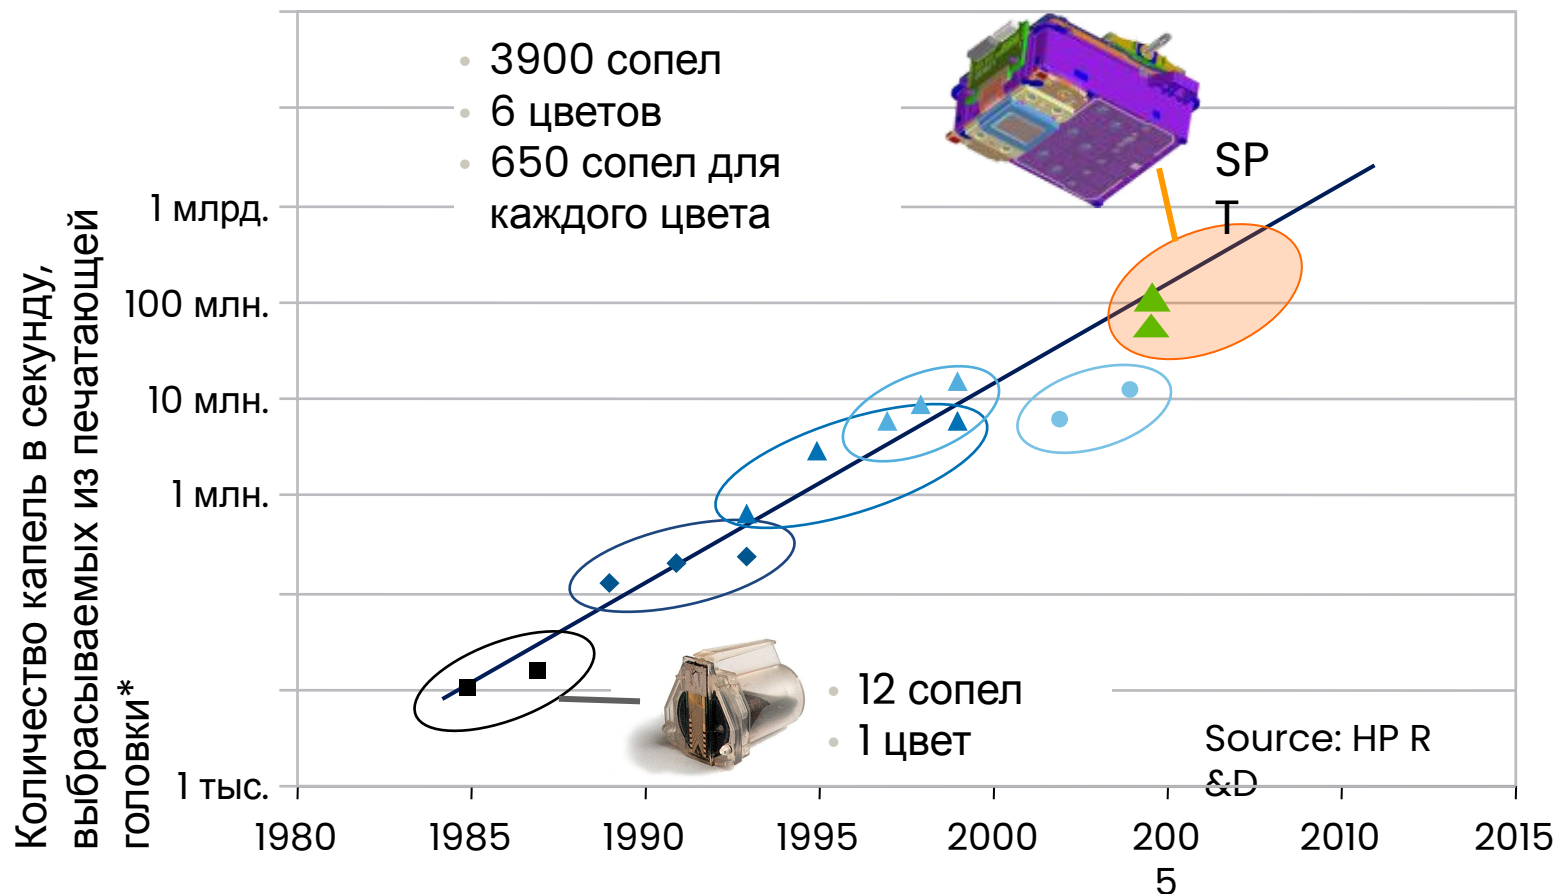 3900 сопел
6 цветов
650 сопел для
каждого цвета
SP
T
1 млрд.
100 млн.
10 млн.
1 млн.
1 тыс.
Количество капель в секунду,
выбрасываемых из печатающей
головки*
12 сопел
1 цвет
Source: HP R
&D
1980 1985 1990 1995 2000 200 2010 2015
5